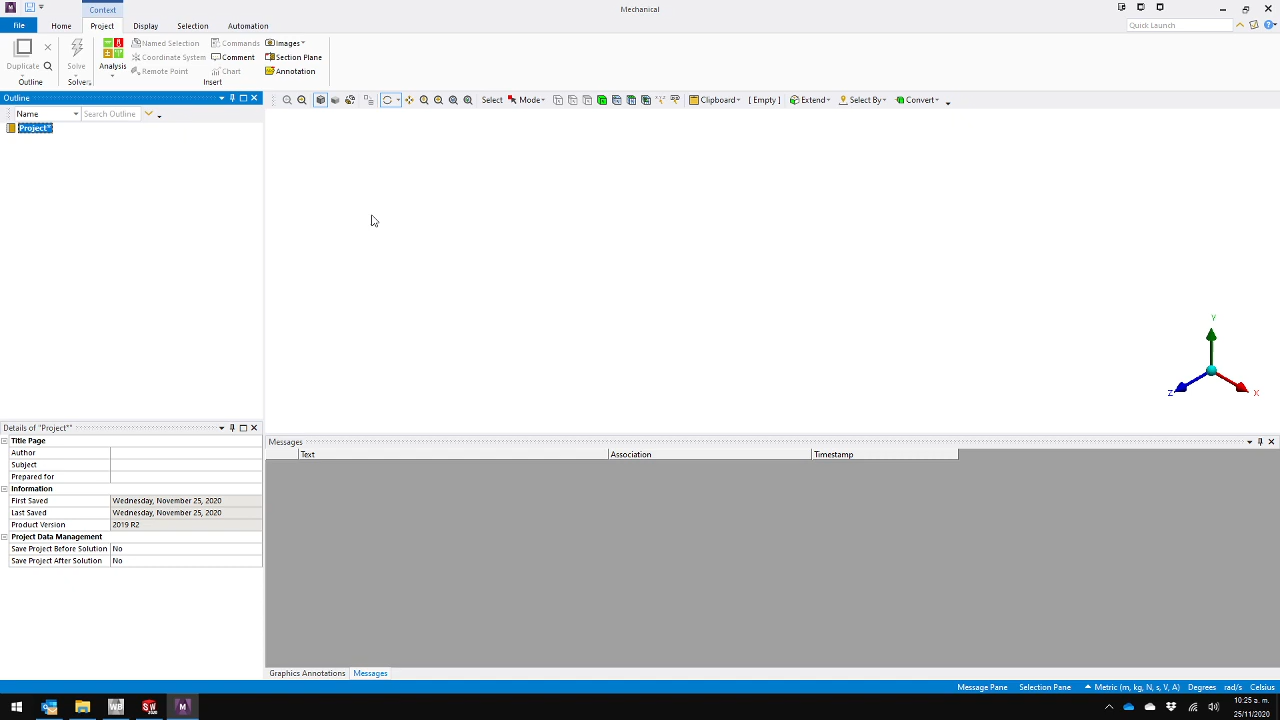 Context
Mechanical
File
Home
Project
Display
Selection
Automation
Quick Launch
Duplicate
Solve
Analysis
Named Selection
Coordinate System
Remote Point
Commands
Comment
Chart
Images
Section Plane
Annotation
Outline
Solve
Insert
Outline
Name
Search Outline
Project*
Select
Mode
Clipboard
[ Empty
Extend
Select By
Convert
Y
Z
X
Details of "Project*"
Title Page
Author
Subject
Prepared for
Information
First Saved Wednesday, November 25, 2020
Last Saved Wednesday, November 25, 2020
Product Version 2019 R2
Project Data Management
Save Project Before Solution No
Save Project After Solution No
Messages
Text Association Timestamp
Graphics Annotations Messages
Message Pane Selection Pane Metric (m, kg, N, s, V, A) Degrees rad/s Celsius
WB
SW
2020
M
10:25 a. m.
25/11/2020